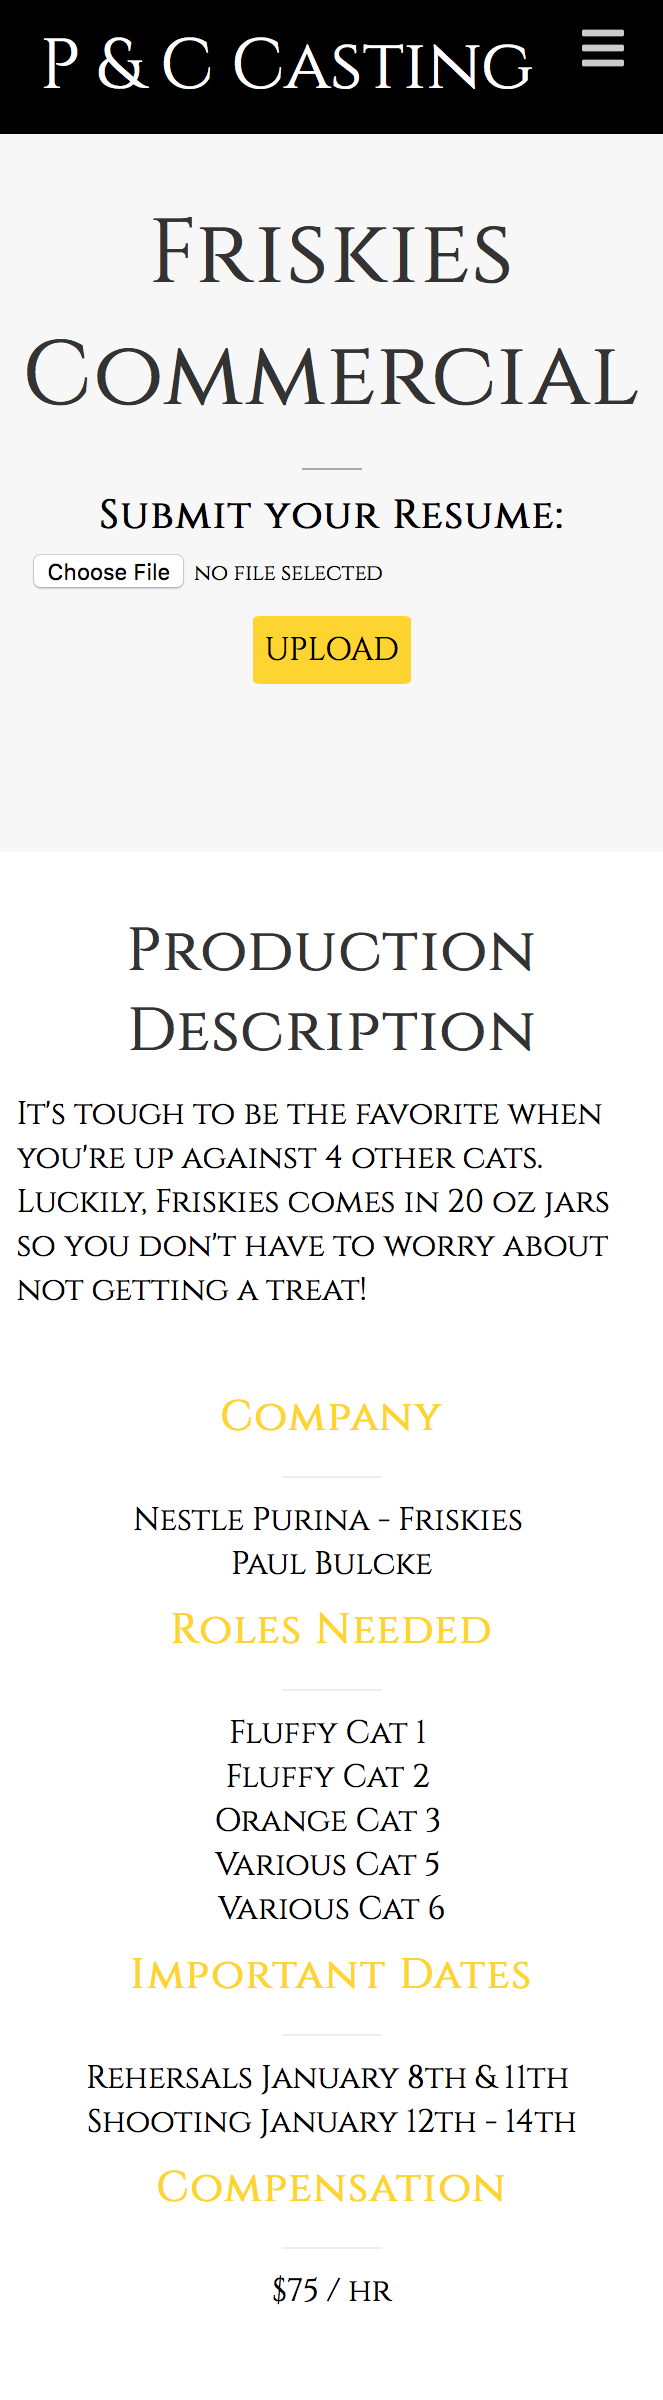 P & C Casting
Friskies
Commercial
Submit your Resume:
Choose File no file selected
UPLOAD
Production
Description
It's tough to be the favorite when
you're up against 4 other cats.
Luckily, Friskies comes in 20 oz jars
so you don't have to worry about
not getting a treat!
Company
Nestle Purina - Friskies
Paul Bulcke
Roles Needed
Fluffy Cat 1
Fluffy Cat 2
Orange Cat 3
Various Cat 5
Various Cat 6
Important Dates
Rehersals January 8th & 11th
Shooting January 12th - 14th
Compensation
$75 / hr